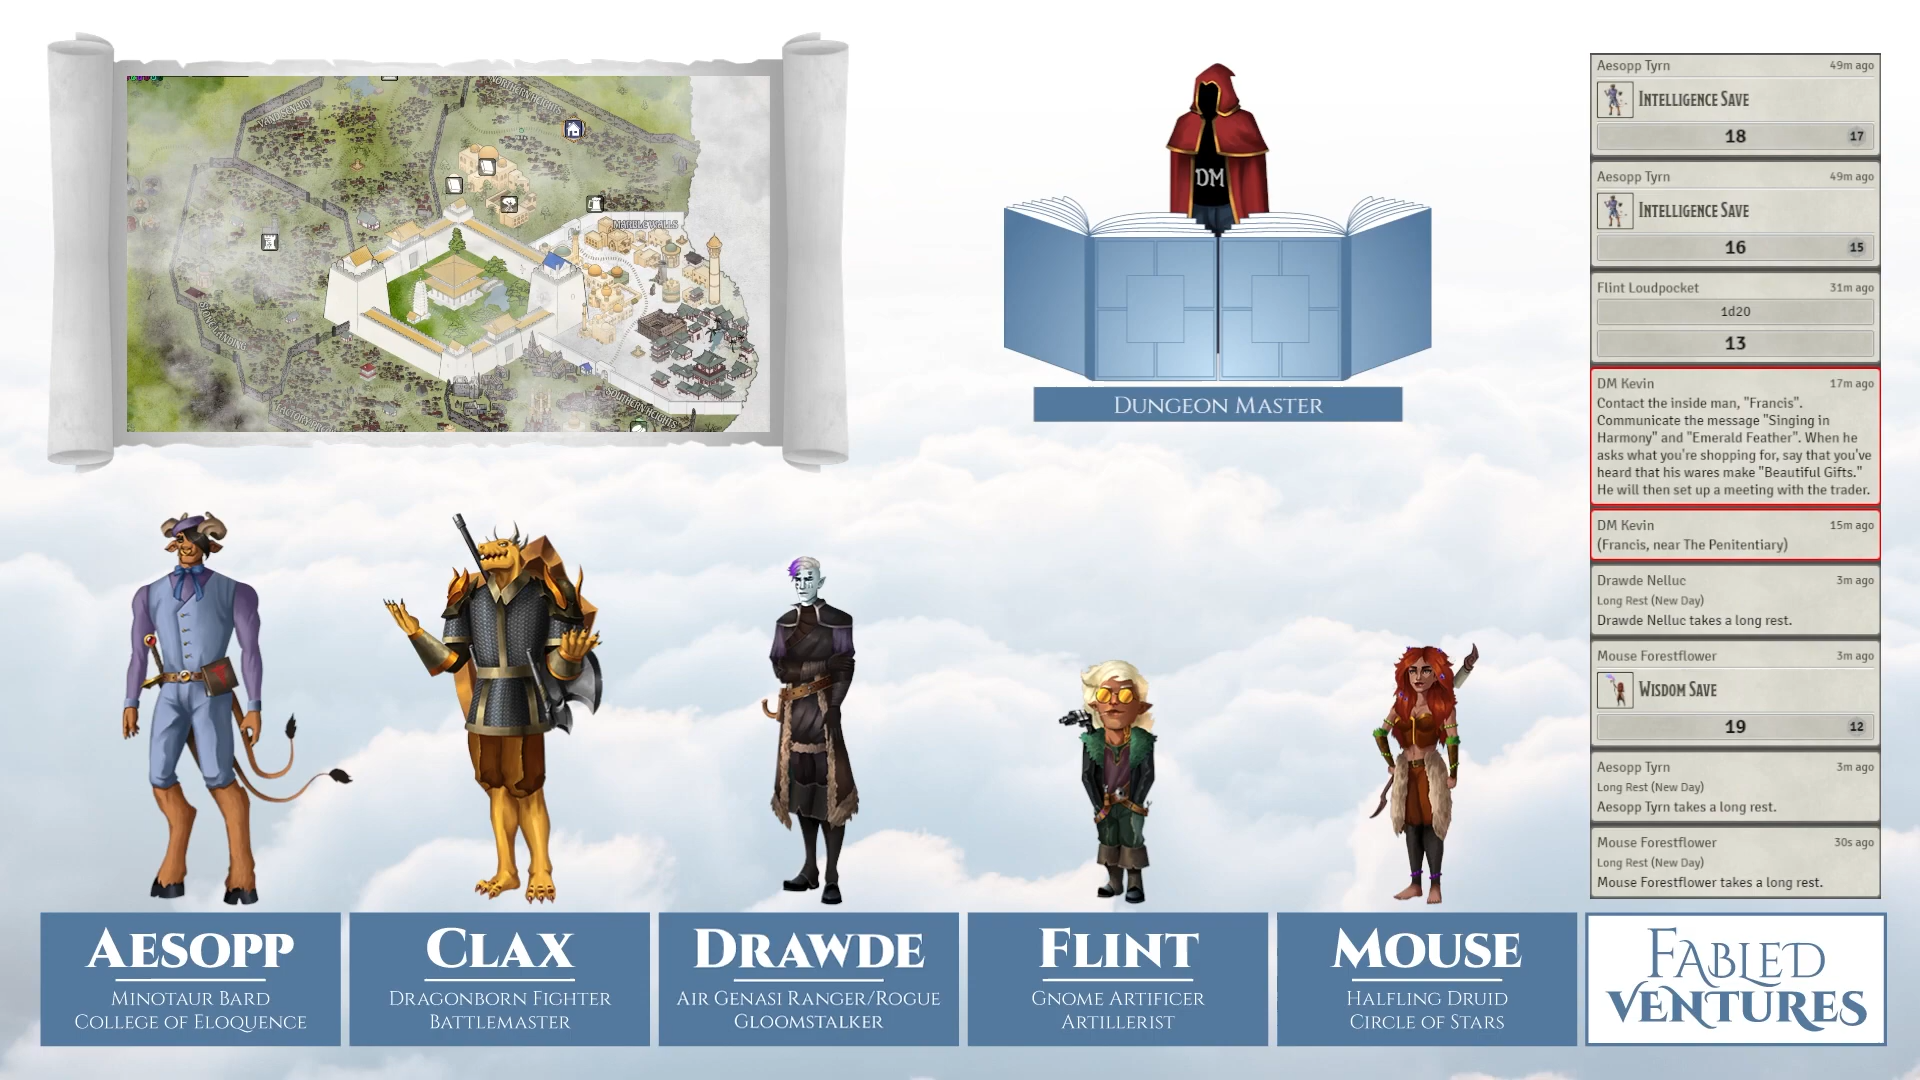 NORTHERN HEIGHTS
MARBLE WALLS
SOUTHERN HEIGHTS
DM
Dungeon Master
Aesopp Tyrn 49m ago
Intelligence Save
18 17
Aesopp Tyrn 49m ago
Intelligence Save
16 15
Flint Loudpocket 31m ago
1d20
13
DM Kevin 17m ago
Contact the inside man, "Francis".
Communicate the message "Singing in
Harmony" and "Emerald Feather". When he
asks what you're shopping for, say that you've
heard that his wares make "Beautiful Gifts."
He will then set up a meeting with the trader.
DM Kevin 15m ago
(Francis, near The Penitentiary)
Drawde Nelluc 3m ago
Long Rest (New Day)
Drawde Nelluc takes a long rest.
Mouse Forestflower 3m ago
Wisdom Save
19 12
Aesopp Tyrn 3m ago
Long Rest (New Day)
Aesopp Tyrn takes a long rest.
Mouse Forestflower 30s ago
Long Rest (New Day)
Mouse Forestflower takes a long rest.
Aesopp
Minotaur Bard
College of Eloquence
Clax
Dragonborn Fighter
Battlemaster
Drawde
Air Genasi Ranger/Rogue
Gloomstalker
Flint
Gnome Artificer
Artillerist
Mouse
Halfling Druid
Circle of Stars
Fabled
Ventures